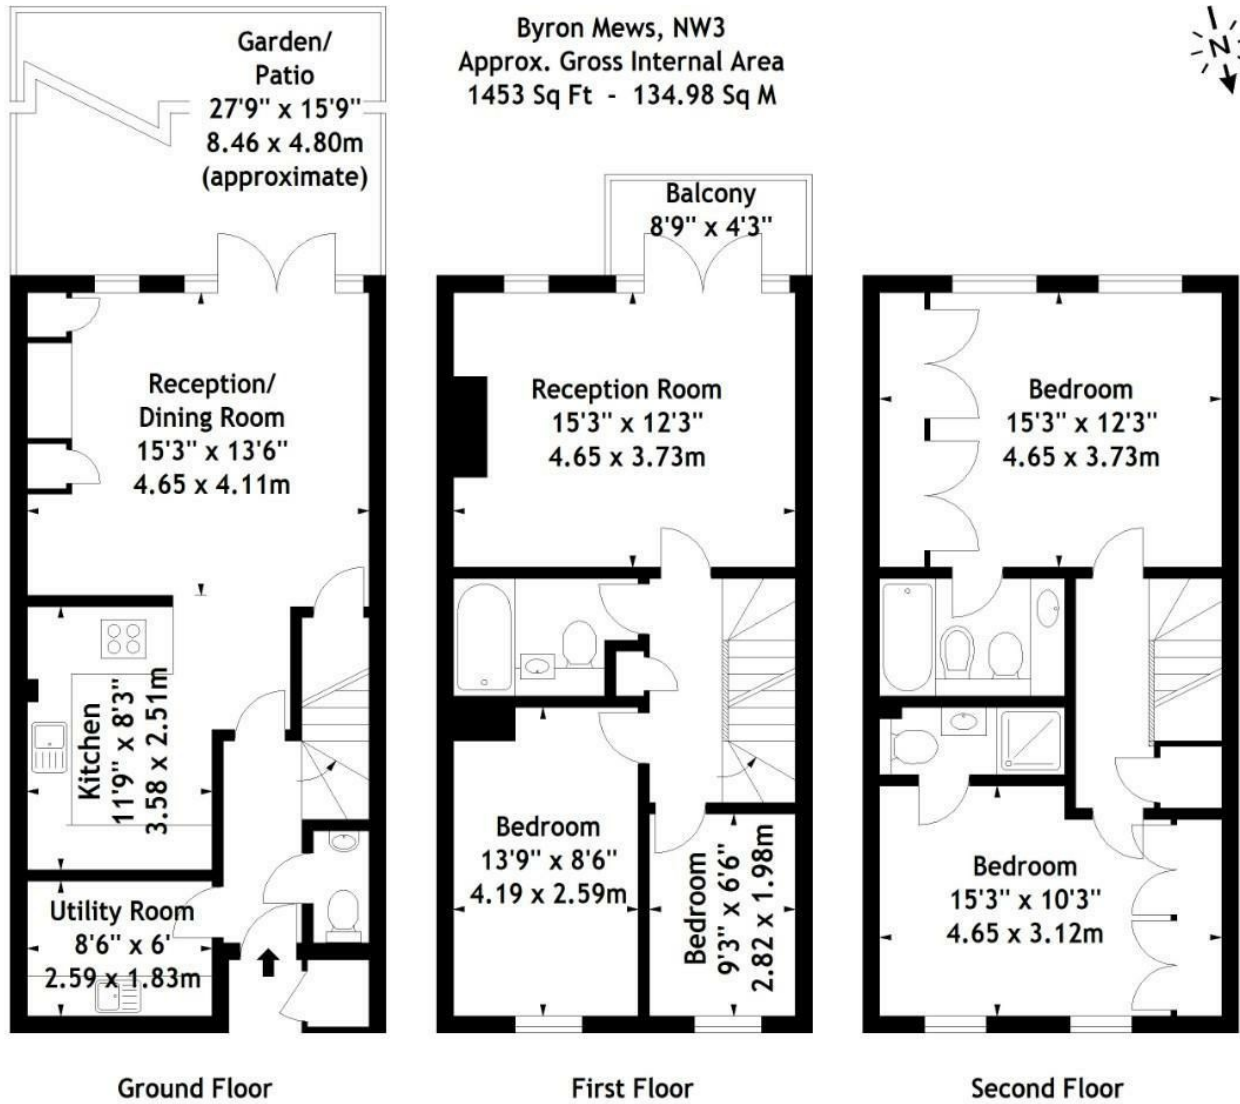 Byron Mews, NW3
Approx. Gross Internal Area
1453 Sq Ft - 134.98 Sq M
N
Garden/
Patio
27'9" x 15'9"
8.46 x 4.80m
(approximate)
Reception/
Dining Room
15'3" x 13'6"
4.65 x 4.11m
Kitchen
11'9" x 8'3"
3.58 x 2.51m
Utility Room
8'6" x 6'
2.59 x 1.83m
Ground Floor
Balcony
8'9" x 4'3"
Reception Room
15'3" x 12'3"
4.65 x 3.73m
Bedroom
13'9" x 8'6"
4.19 x 2.59m
Bedroom
9'3" x 6'6"
2.82 x 1.98m
First Floor
Bedroom
15'3" x 12'3"
4.65 x 3.73m
Bedroom
15'3" x 10'3"
4.65 x 3.12m
Second Floor